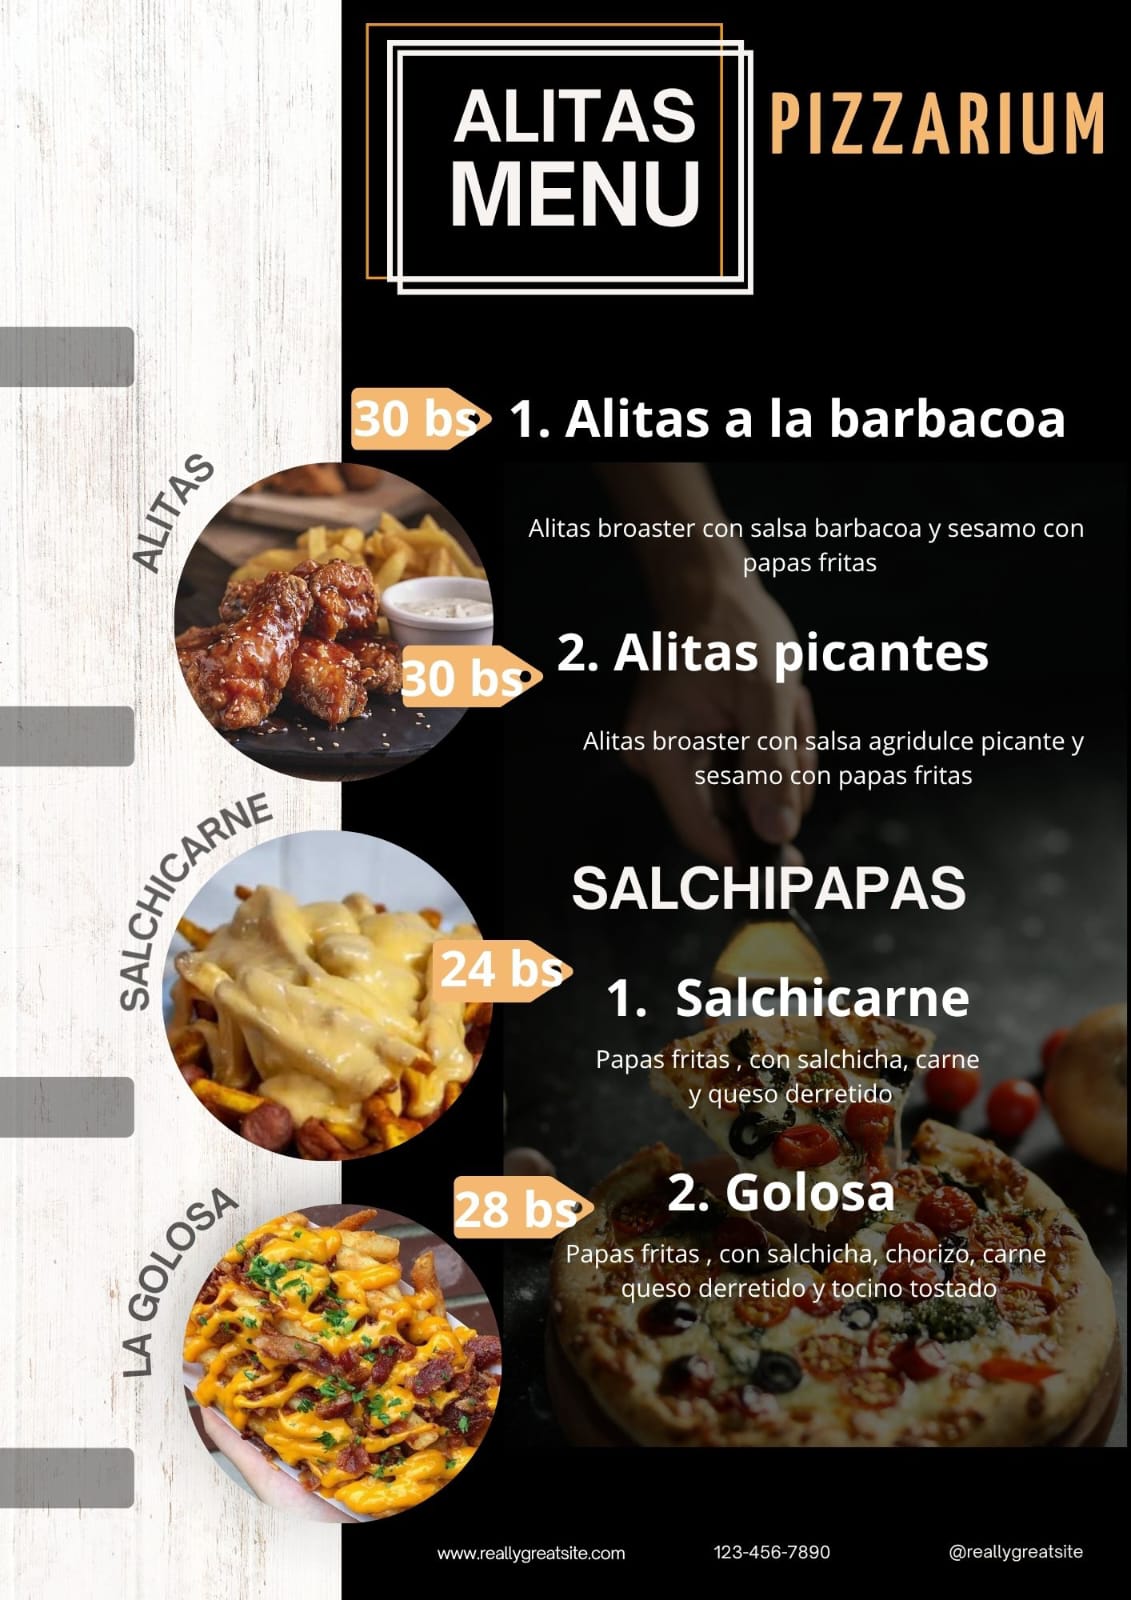 ALITAS
MENU
PIZZARIUM
30 bs
1. Alitas a la barbacoa
ALITAS
Alitas broaster con salsa barbacoa y sesamo con
papas fritas
30 bs
2. Alitas picantes
Alitas broaster con salsa agridulce picante y
sesamo con papas fritas
SALCHICARNE
SALCHIPAPAS
24 bs
1. Salchicarne
Papas fritas , con salchicha, carne
y queso derretido
LA GOLOSA
28 bs
2. Golosa
Papas fritas , con salchicha, chorizo, carne
queso derretido y tocino tostado
www.reallygreatsite.com
123-456-7890
@reallygreatsite